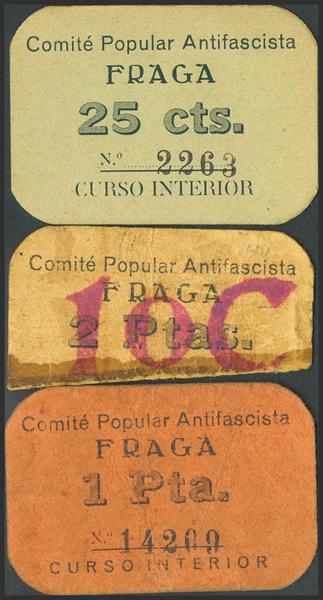 Comité Popular Antifascista
FRAGA
25 cts.
N.º 2263
CURSO INTERIOR
Comité Popular Antifascista
FRAGA
2 Ptas.
10C
Comité Popular Antifascista
FRAGA
1 Pta.
N.º 14209
CURSO INTERIOR